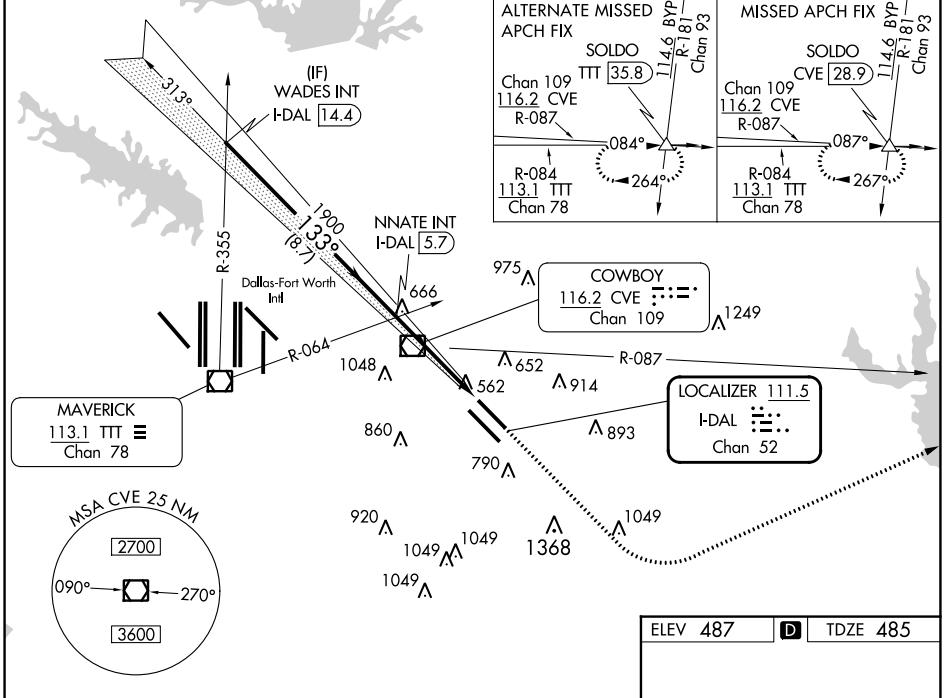 ALTERNATE MISSED
APCH FIX
SOLDO
TTT 35.8
114.6 BYP
R-181
Chan 93
Chan 109
116.2 CVE
R-087
084°
264°
R-084
113.1 TTT
Chan 78
MISSED APCH FIX
SOLDO
CVE 28.9
114.6 BYP
R-181
Chan 93
Chan 109
116.2 CVE
R-087
087°
267°
R-084
113.1 TTT
Chan 78
313°
(IF)
WADES INT
I-DAL 14.4
1900
133°
(8.7)
R-355
NNATE INT
I-DAL 5.7
Dallas-Fort Worth
Intl
666
975
COWBOY
116.2 CVE
Chan 109
1249
R-064
R-087
1048
652
562
914
MAVERICK
113.1 TTT
Chan 78
LOCALIZER 111.5
I-DAL
Chan 52
860
893
790
MSA CVE 25 NM
2700
090°
270°
3600
920
1049
1049
1049
1368
1049
ELEV 487
D
TDZE 485